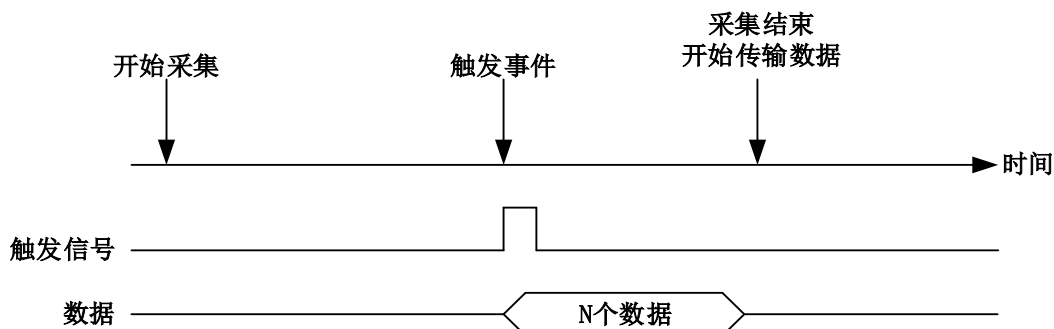 开始采集
触发事件
采集结束
开始传输数据
时间
触发信号
数据
N个数据